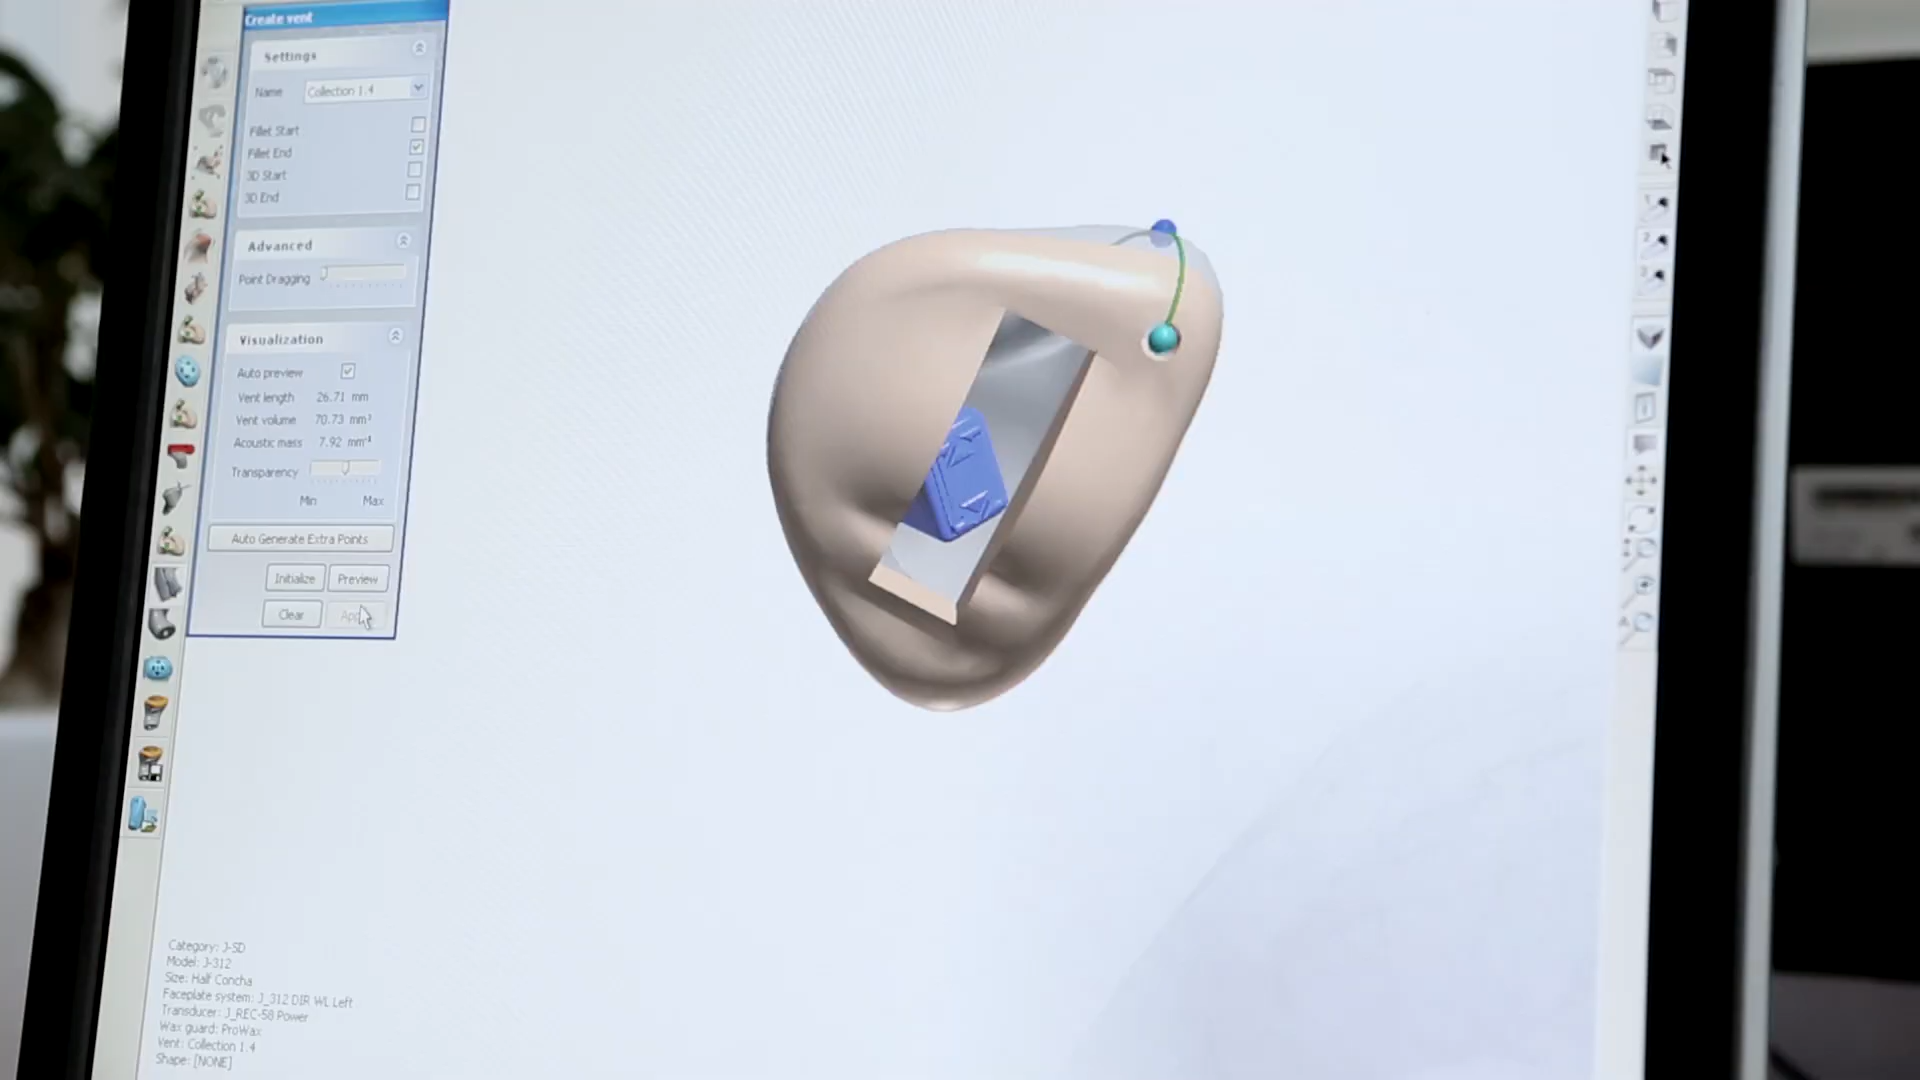 Create vent
Settings
Name Collection 1.4
Fillet Start
Fillet End
3D Start
3D End
Advanced
Point Dragging
Visualization
Auto preview
Vent length 26.71 mm
Vent volume 70.73 mm³
Acoustic mass 7.92 mm⁻¹
Transparency
Min Max
Auto Generate Extra Points
Initialize Preview
Clear
Category: J-SD
Model: J-312
Size: Half Concha
Faceplate system: J_312 DIR WL Left
Transducer: J_REC-58 Power
Wax guard: ProWax
Vent: Collection 1.4
Shape: [NONE]